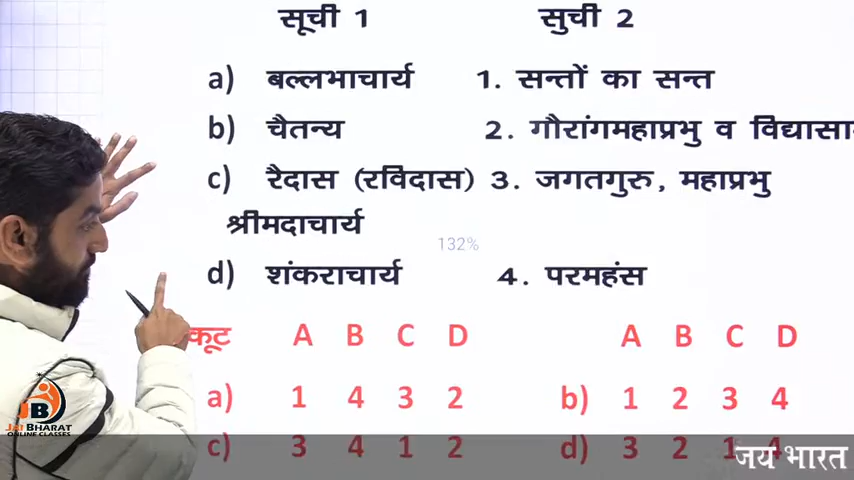 सूची 1 सुची 2
a) बल्लभाचार्य 1. सन्तों का सन्त
b) चैतन्य 2. गौरांगमहाप्रभु व
c) रैदास (रविदास) 3. जगतगुरु, महाप्रभु
श्रीमदाचार्य
132%
d) शंकराचार्य 4. परमहंस
कूट A B C D A B C D
a) 1 4 3 2 b) 1 2 3 4
c) 3 4 1 2 d) 3 2 1 4
JB
JAI BHARAT
ONLINE CLASSES
जय भारत